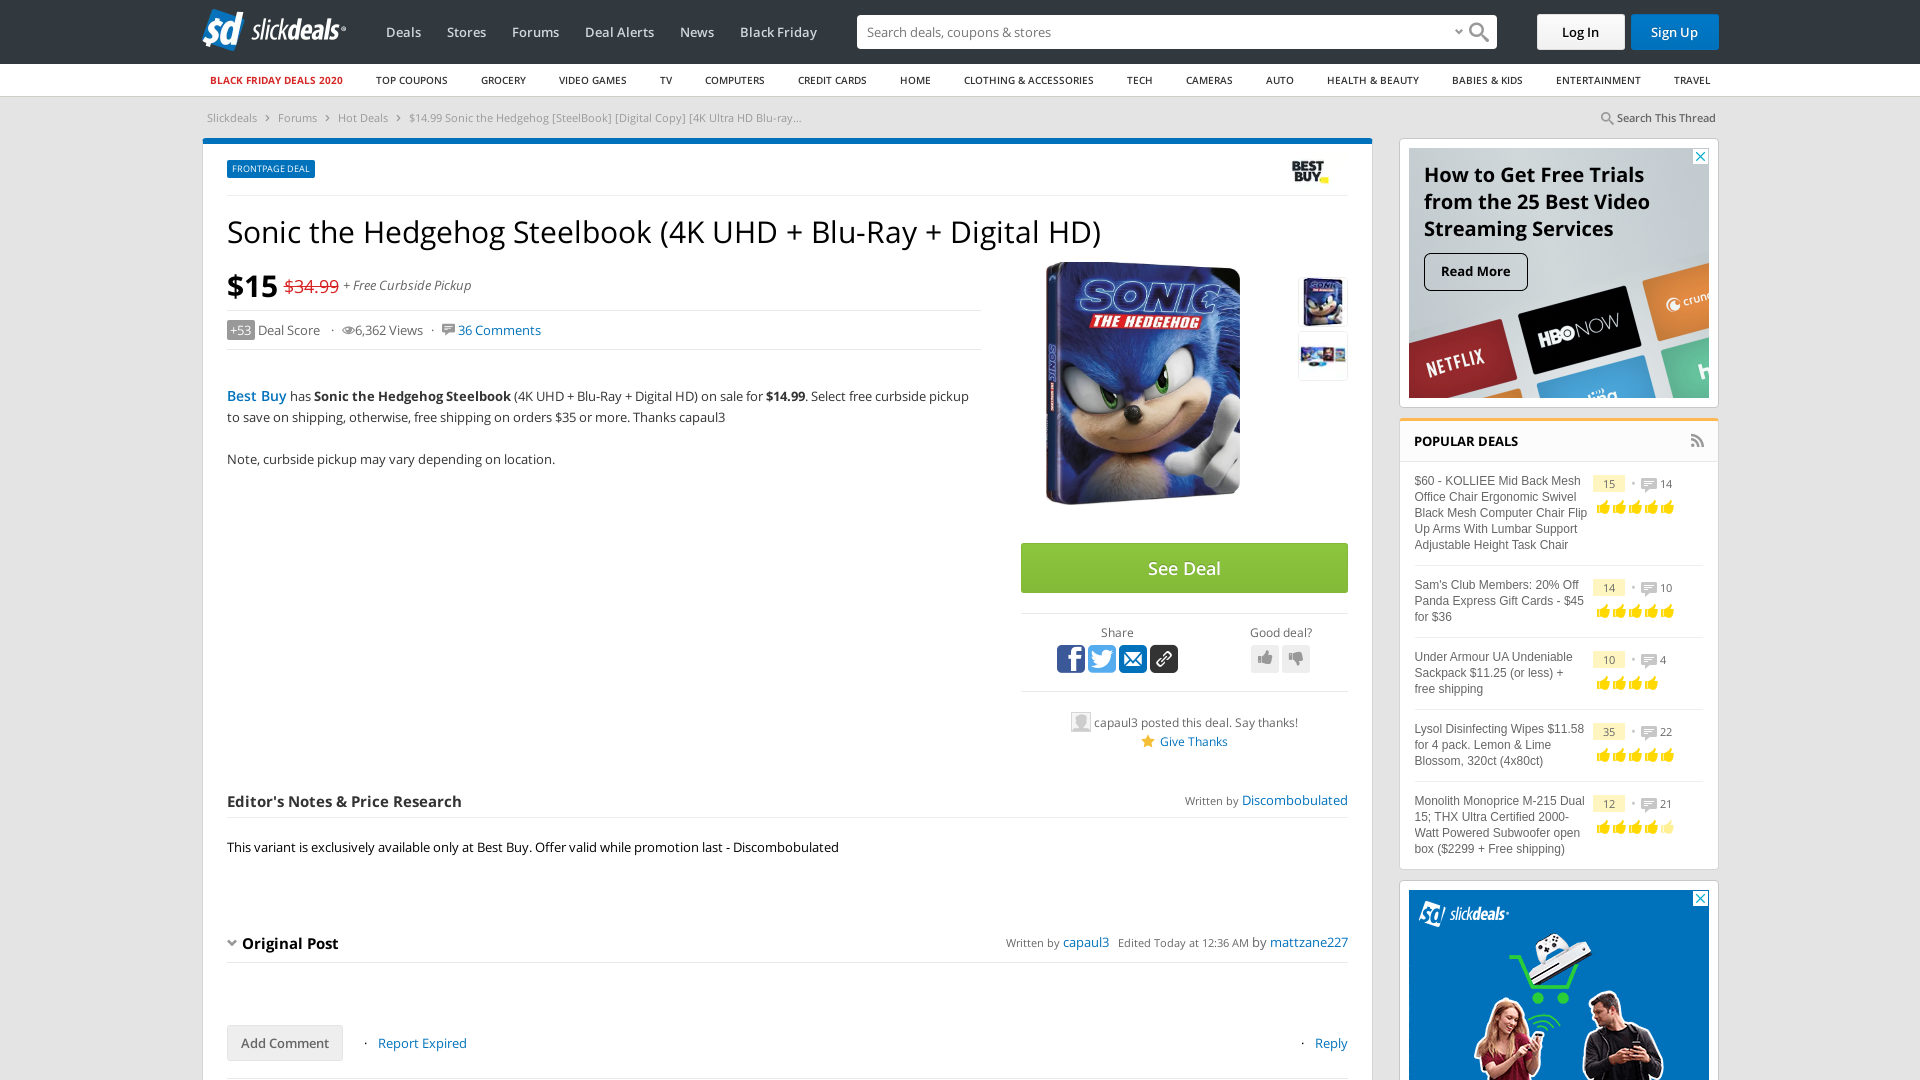 slickdeals
Deals
Stores
Forums
Deal Alerts
News
Black Friday
Search deals, coupons & stores
Log In
Sign Up
BLACK FRIDAY DEALS 2020
TOP COUPONS
GROCERY
VIDEO GAMES
TV
COMPUTERS
CREDIT CARDS
HOME
CLOTHING & ACCESSORIES
TECH
CAMERAS
AUTO
HEALTH & BEAUTY
BABIES & KIDS
ENTERTAINMENT
TRAVEL
Slickdeals > Forums > Hot Deals > $14.99 Sonic the Hedgehog [SteelBook] [Digital Copy] [4K Ultra HD Blu-ray...
Search This Thread
FRONTPAGE DEAL
BEST
BUY
Sonic the Hedgehog Steelbook (4K UHD + Blu-Ray + Digital HD)
$15 $34.99 + Free Curbside Pickup
+53 Deal Score · 6,362 Views · 36 Comments
Best Buy has Sonic the Hedgehog Steelbook (4K UHD + Blu-Ray + Digital HD) on sale for $14.99. Select free curbside pickup
to save on shipping, otherwise, free shipping on orders $35 or more. Thanks capaul3
Note, curbside pickup may vary depending on location.
SONIC
THE HEDGEHOG
See Deal
Share
Good deal?
capaul3 posted this deal. Say thanks!
Give Thanks
Editor's Notes & Price Research
Written by Discombobulated
This variant is exclusively available only at Best Buy. Offer valid while promotion last - Discombobulated
Original Post
Written by capaul3 Edited Today at 12:36 AM by mattzane227
Add Comment
· Report Expired
· Reply
How to Get Free Trials
from the 25 Best Video
Streaming Services
Read More
NETFLIX
HBO NOW
crunc
POPULAR DEALS
$60 - KOLLIEE Mid Back Mesh
Office Chair Ergonomic Swivel
Black Mesh Computer Chair Flip
Up Arms With Lumbar Support
Adjustable Height Task Chair
15 • 14
Sam's Club Members: 20% Off
Panda Express Gift Cards - $45
for $36
14 • 10
Under Armour UA Undeniable
Sackpack $11.25 (or less) +
free shipping
10 • 4
Lysol Disinfecting Wipes $11.58
for 4 pack. Lemon & Lime
Blossom, 320ct (4x80ct)
35 • 22
Monolith Monoprice M-215 Dual
15; THX Ultra Certified 2000-
Watt Powered Subwoofer open
box ($2299 + Free shipping)
12 • 21
slickdeals